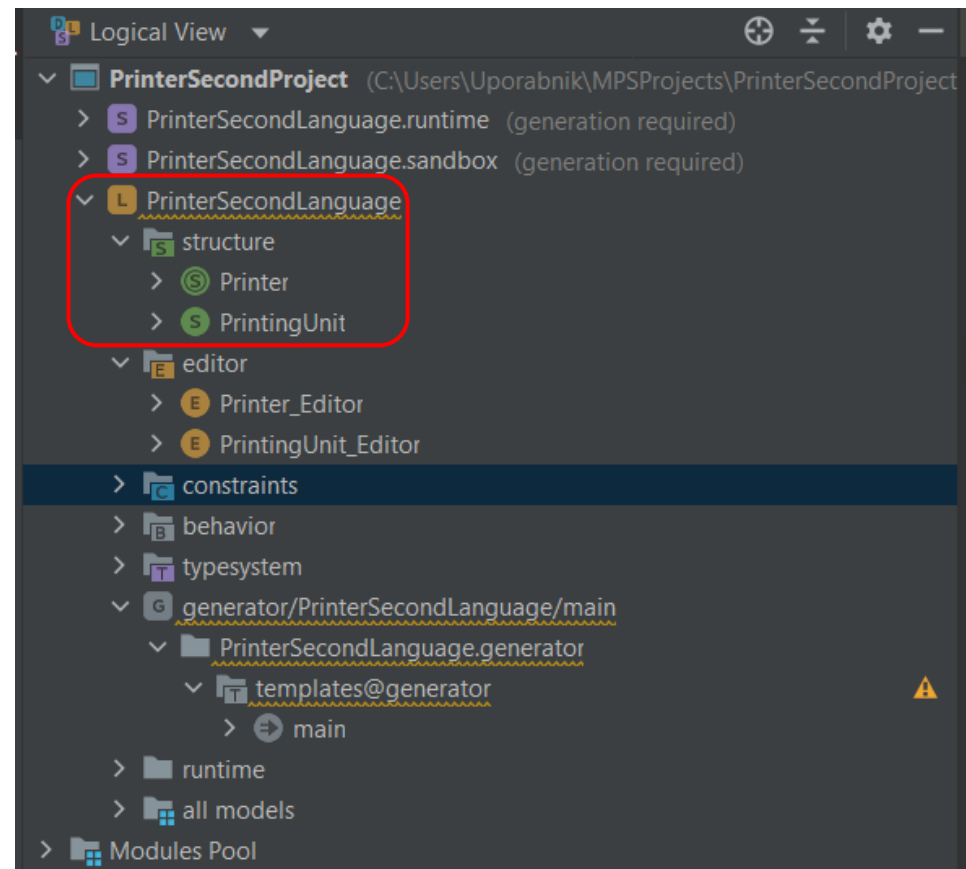 Logical View
PrinterSecondProject (C:\Users\Uporabnik\MPSProjects\PrinterSecondProject
S PrinterSecondLanguage.runtime (generation required)
S PrinterSecondLanguage.sandbox (generation required)
L PrinterSecondLanguage
S structure
S Printer
S PrintingUnit
E editor
E Printer_Editor
E PrintingUnit_Editor
C constraints
B behavior
T typesystem
G generator/PrinterSecondLanguage/main
PrinterSecondLanguage.generator
T templates@generator
main
runtime
all models
Modules Pool